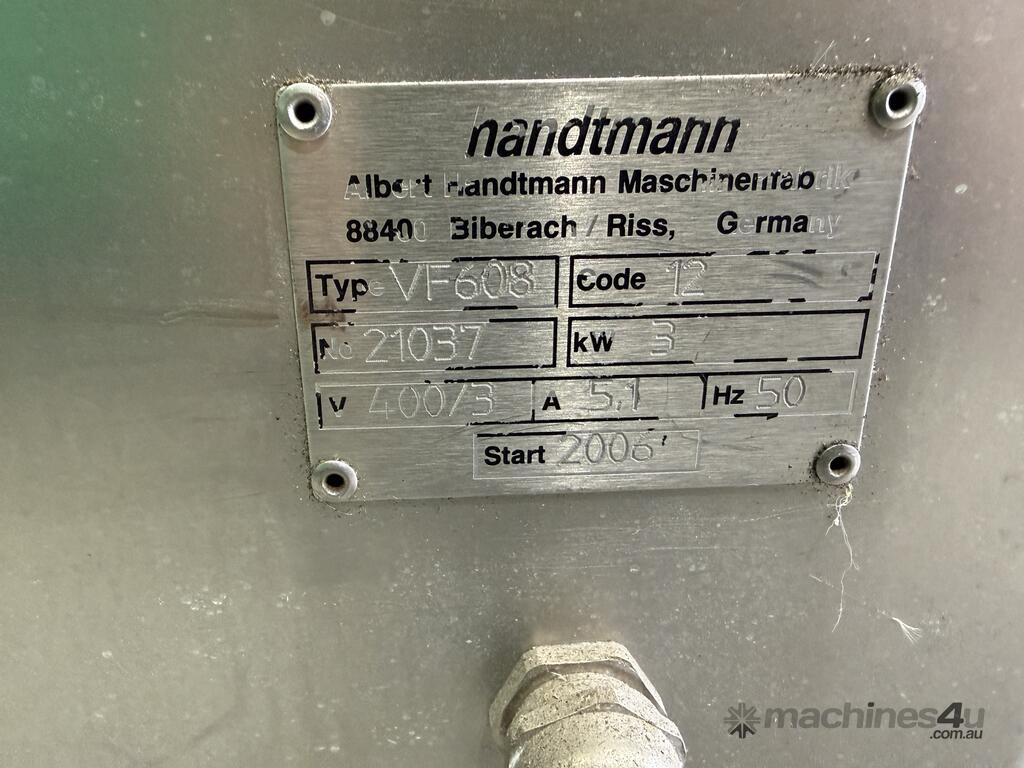 handtmann
Albert Handtmann Maschinenfabrik
88400 Biberach / Riss, Germany
Type VF608 Code 12
No 21037 kW 3
V 400/3 A 5,1 Hz 50
Start 2006
machines4u
.com.au